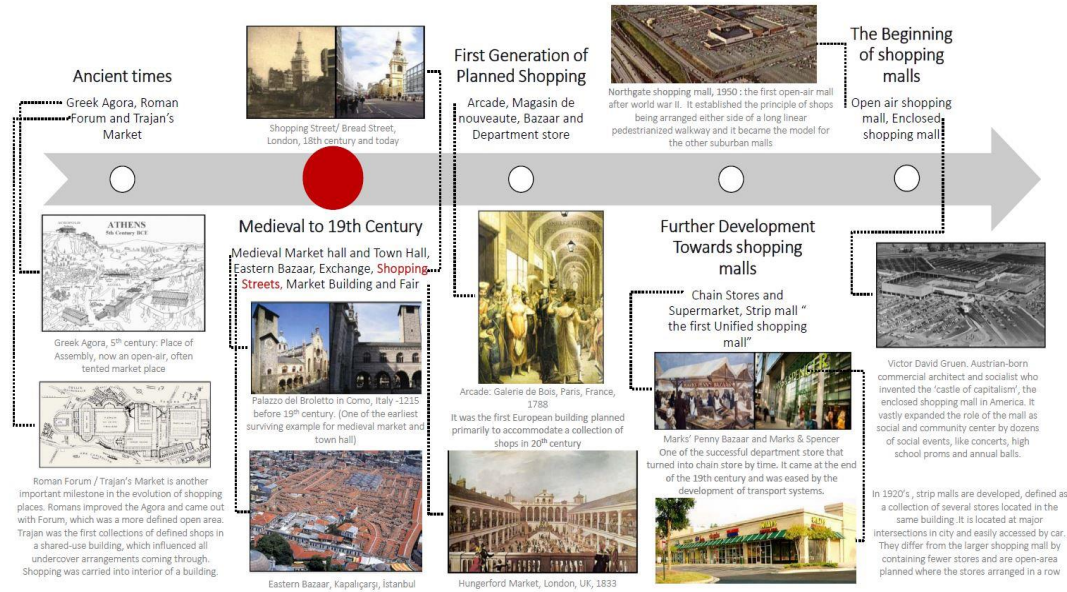 Ancient times
Greek Agora, Roman
Forum and Trajan's
Market
ATHENS
5th Century BCE
Greek Agora, 5th century: Place of
Assembly, now an open-air, often
tented market place
Roman Forum / Trajan's Market is another
important milestone in the evolution of shopping
places. Romans improved the Agora and came out
with Forum, which was a more defined open area.
Trajan was the first collections of defined shops in
a shared-use building, which influenced all
undercover arrangements coming through.
Shopping was carried into interior of a building.
Shopping Street/ Bread Street,
London, 18th century and today
Medieval to 19th Century
Medieval Market hall and Town Hall,
Eastern Bazaar, Exchange, Shopping
Streets, Market Building and Fair
Palazzo del Broletto in Como, Italy -1215
before 19th century. (One of the earliest
surviving example for medieval market and
town hall)
Eastern Bazaar, Kapalıçarşı, İstanbul
First Generation of
Planned Shopping
Arcade, Magasin de
nouveaute, Bazaar and
Department store
Arcade: Galerie de Bois, Paris, France,
1788
It was the first European building planned
primarily to accommodate a collection of
shops in 20th century
Hungerford Market, London, UK, 1833
Northgate shopping mall, 1950 : the first open-air mall
after world war II.  It established the principle of shops
being arranged either side of a long linear
pedestrianized walkway and it became the model for
the other suburban malls
Further Development
Towards shopping
malls
Chain Stores and
Supermarket, Strip mall "
the first Unified shopping
mall"
Marks' Penny Bazaar and Marks & Spencer
One of the successful department store that
turned into chain store by time. It came at the end
of the 19th century and was eased by the
development of transport systems.
The Beginning
of shopping
malls
Open air shopping
mall, Enclosed
shopping mall
Victor David Gruen. Austrian-born
commercial architect and socialist who
invented the 'castle of capitalism', the
enclosed shopping mall in America. It
vastly expanded the role of the mall as
social and community center by dozens
of social events, like concerts, high
school proms and annual balls.
In 1920's , strip malls are developed, defined as
a collection of several stores located in the
same building .It is located at major
intersections in city and easily accessed by car.
They differ from the larger shopping mall by
containing fewer stores and are open-area
planned where the stores arranged in a row